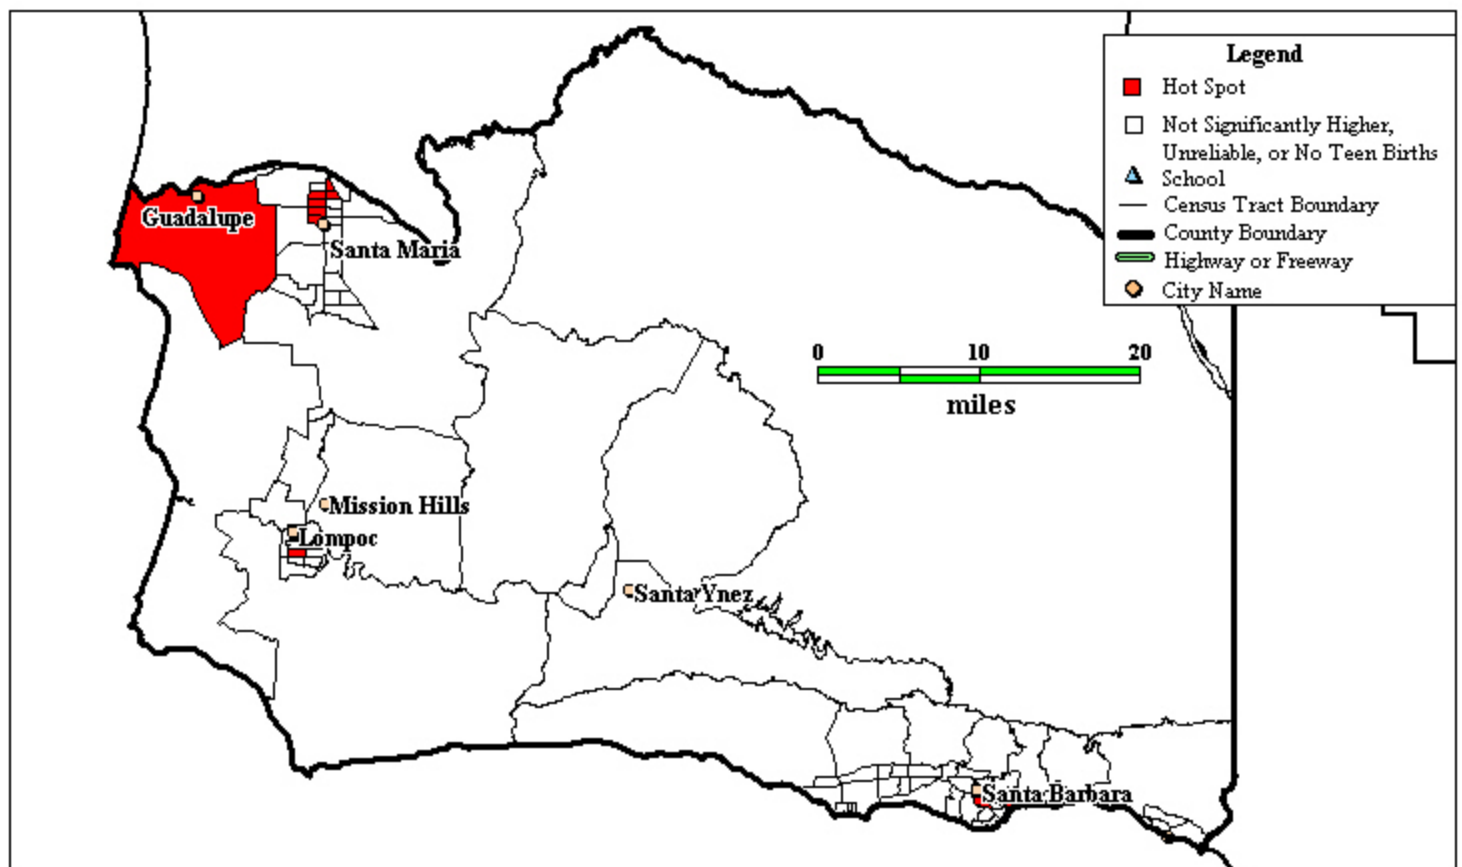 Legend
Hot Spot
Not Significantly Higher,
Unreliable, or No Teen Births
School
Census Tract Boundary
County Boundary
Highway or Freeway
City Name
Guadalupe
Santa Maria
0 10 20
miles
Mission Hills
Lompoc
Santa Ynez
Santa Barbara